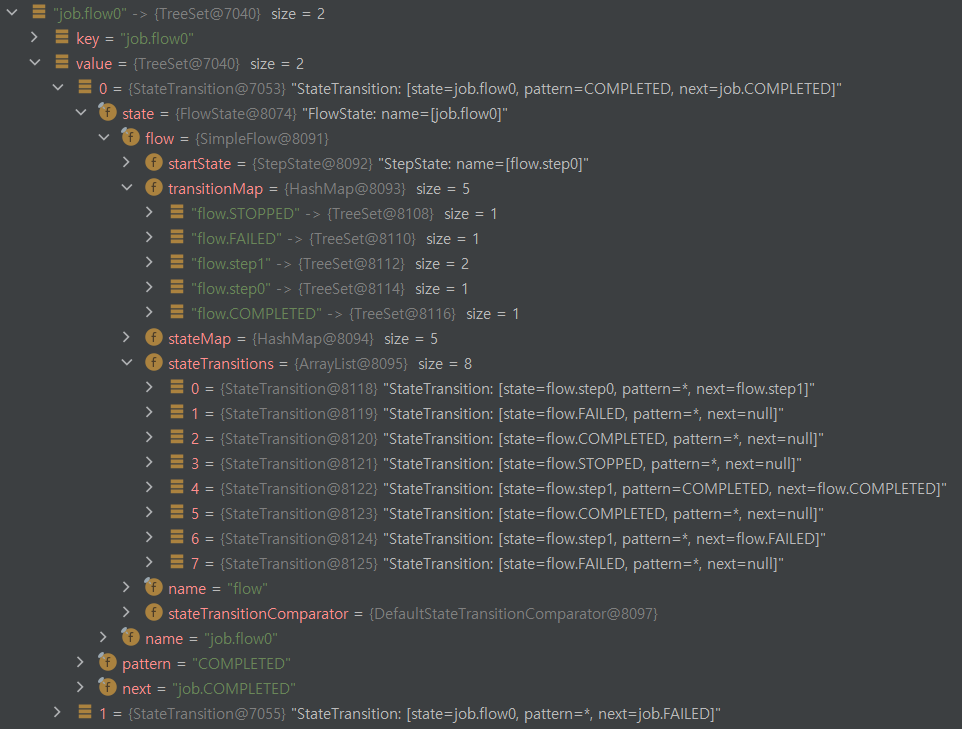 "job.flow0" -> {TreeSet@7040} size = 2
key = "job.flow0"
value = {TreeSet@7040} size = 2
0 = {StateTransition@7053} "StateTransition: [state=job.flow0, pattern=COMPLETED, next=job.COMPLETED]"
f state = {FlowState@8074} "FlowState: name=[job.flow0]"
f flow = {SimpleFlow@8091}
f startState = {StepState@8092} "StepState: name=[flow.step0]"
f transitionMap = {HashMap@8093} size = 5
"flow.STOPPED" -> {TreeSet@8108} size = 1
"flow.FAILED" -> {TreeSet@8110} size = 1
"flow.step1" -> {TreeSet@8112} size = 2
"flow.step0" -> {TreeSet@8114} size = 1
"flow.COMPLETED" -> {TreeSet@8116} size = 1
f stateMap = {HashMap@8094} size = 5
f stateTransitions = {ArrayList@8095} size = 8
0 = {StateTransition@8118} "StateTransition: [state=flow.step0, pattern=*, next=flow.step1]"
1 = {StateTransition@8119} "StateTransition: [state=flow.FAILED, pattern=*, next=null]"
2 = {StateTransition@8120} "StateTransition: [state=flow.COMPLETED, pattern=*, next=null]"
3 = {StateTransition@8121} "StateTransition: [state=flow.STOPPED, pattern=*, next=null]"
4 = {StateTransition@8122} "StateTransition: [state=flow.step1, pattern=COMPLETED, next=flow.COMPLETED]"
5 = {StateTransition@8123} "StateTransition: [state=flow.COMPLETED, pattern=*, next=null]"
6 = {StateTransition@8124} "StateTransition: [state=flow.step1, pattern=*, next=flow.FAILED]"
7 = {StateTransition@8125} "StateTransition: [state=flow.FAILED, pattern=*, next=null]"
f name = "flow"
f stateTransitionComparator = {DefaultStateTransitionComparator@8097}
f name = "job.flow0"
f pattern = "COMPLETED"
f next = "job.COMPLETED"
1 = {StateTransition@7055} "StateTransition: [state=job.flow0, pattern=*, next=job.FAILED]"